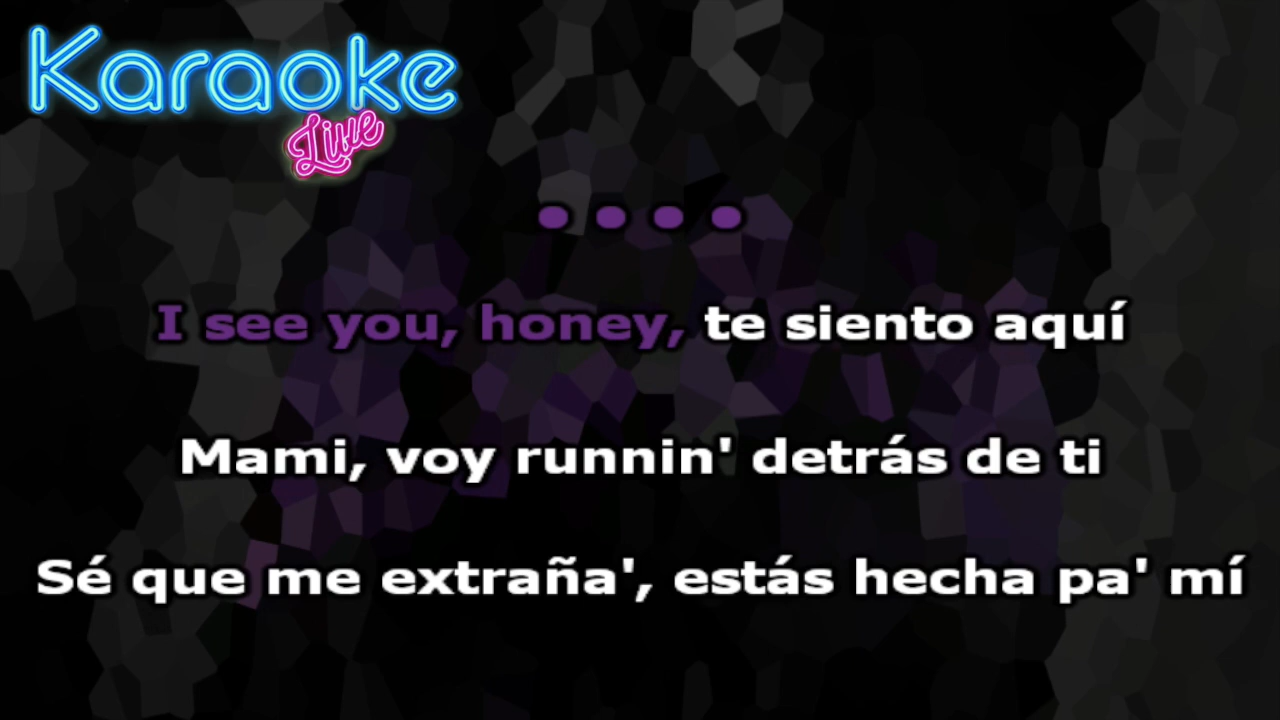 Karaoke
Live
I see you, honey, te siento aquí
Mami, voy runnin' detrás de ti
Sé que me extraña', estás hecha pa' mí